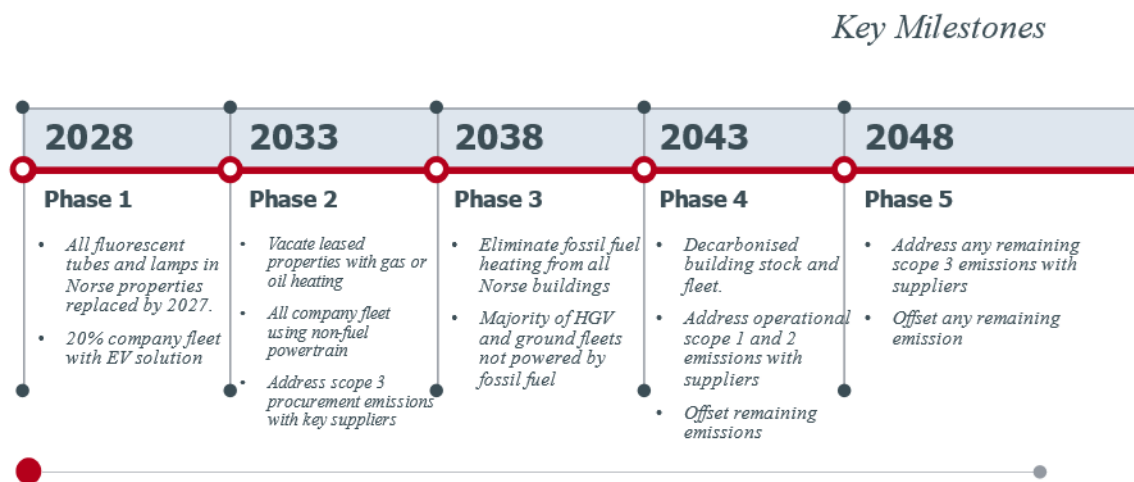 Key Milestones
2028
2033
2038
2043
2048
Phase 1
Phase 2
Phase 3
Phase 4
Phase 5
• All fluorescent
tubes and lamps in
Norse properties
replaced by 2027.
• 20% company fleet
with EV solution
• Vacate leased
properties with gas or
oil heating
• All company fleet
using non-fuel
powertrain
• Address scope 3
procurement emissions
with key suppliers
• Eliminate fossil fuel
heating from all
Norse buildings
• Majority of HGV
and ground fleets
not powered by
fossil fuel
• Decarbonised
building stock and
fleet.
• Address operational
scope 1 and 2
emissions with
suppliers
• Offset remaining
emissions
• Address any remaining
scope 3 emissions with
suppliers
• Offset any remaining
emission